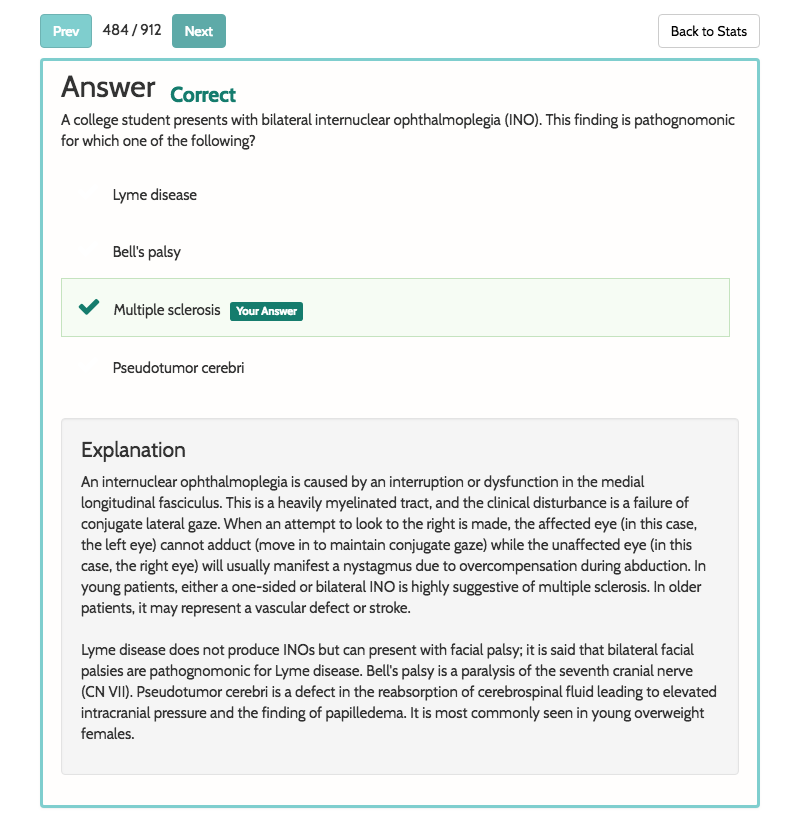 Prev 484 / 912 Next Back to Stats
Answer Correct
A college student presents with bilateral internuclear ophthalmoplegia (INO). This finding is pathognomonic
for which one of the following?
Lyme disease
Bell's palsy
Multiple sclerosis Your Answer
Pseudotumor cerebri
Explanation
An internuclear ophthalmoplegia is caused by an interruption or dysfunction in the medial
longitudinal fasciculus. This is a heavily myelinated tract, and the clinical disturbance is a failure of
conjugate lateral gaze. When an attempt to look to the right is made, the affected eye (in this case,
the left eye) cannot adduct (move in to maintain conjugate gaze) while the unaffected eye (in this
case, the right eye) will usually manifest a nystagmus due to overcompensation during abduction. In
young patients, either a one-sided or bilateral INO is highly suggestive of multiple sclerosis. In older
patients, it may represent a vascular defect or stroke.
Lyme disease does not produce INOs but can present with facial palsy; it is said that bilateral facial
palsies are pathognomonic for Lyme disease. Bell's palsy is a paralysis of the seventh cranial nerve
(CN VII). Pseudotumor cerebri is a defect in the reabsorption of cerebrospinal fluid leading to elevated
intracranial pressure and the finding of papilledema. It is most commonly seen in young overweight
females.